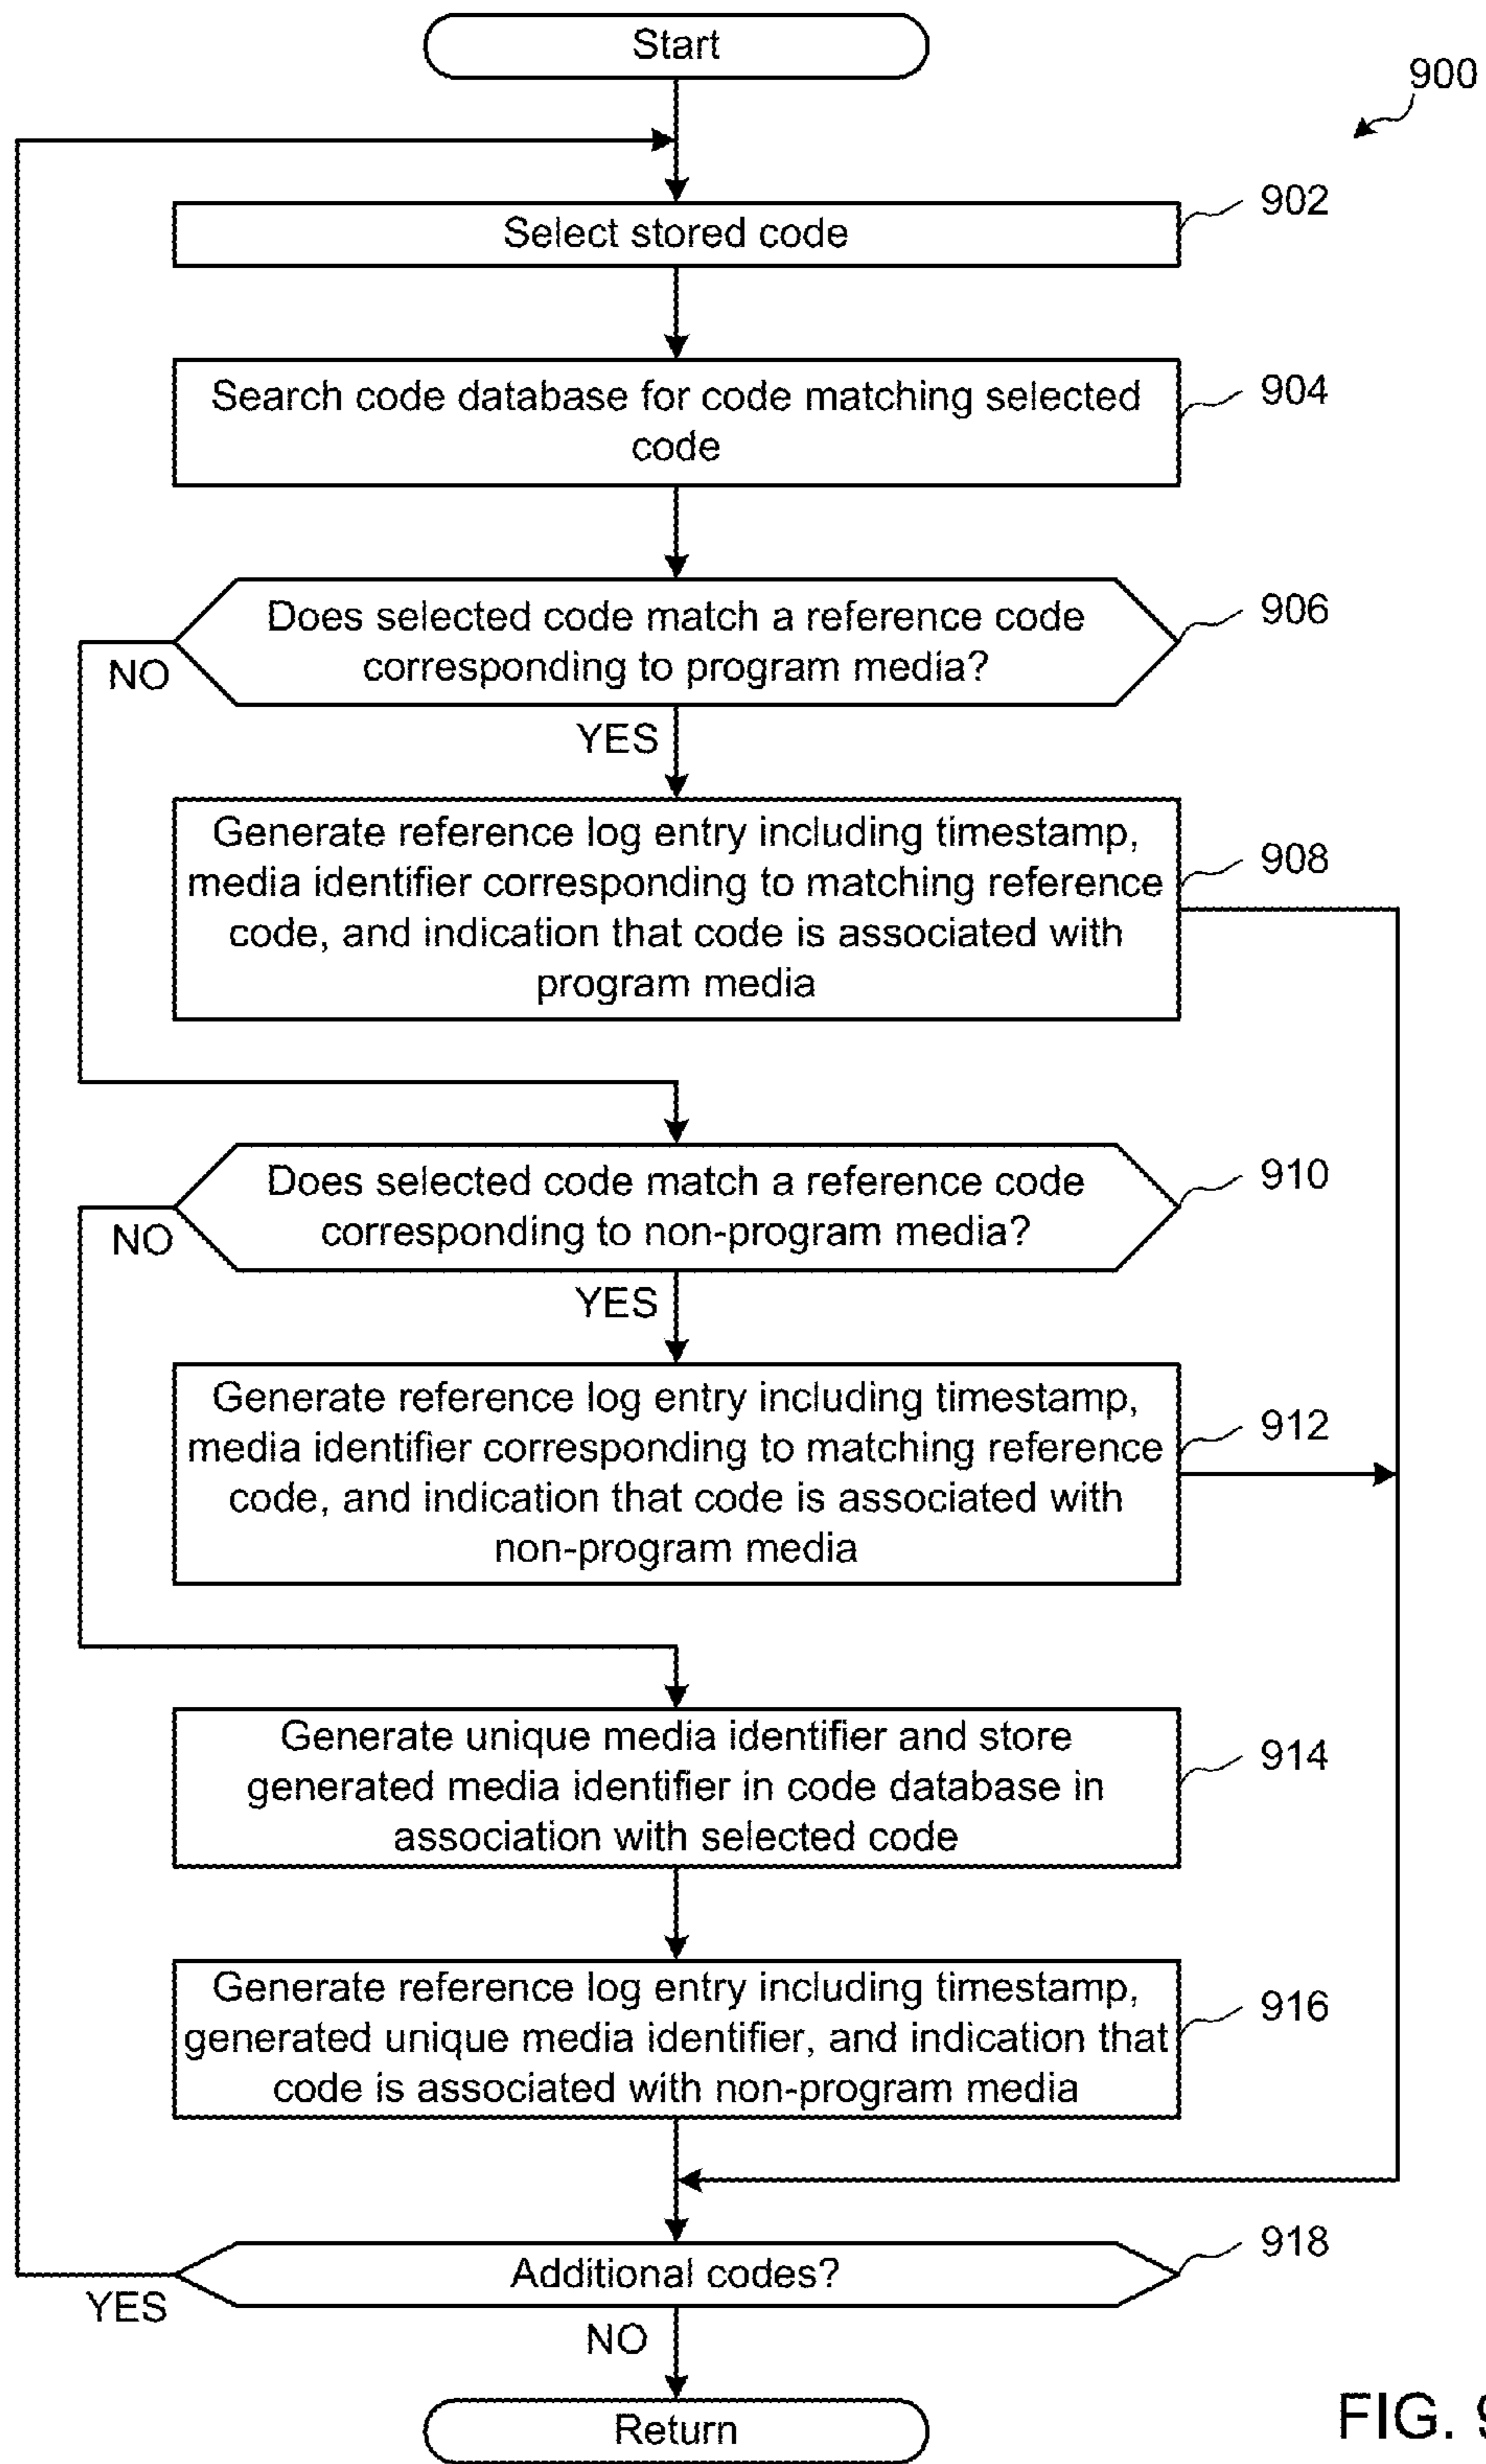 Start
900
Select stored code
902
Search code database for code matching selected
code
904
Does selected code match a reference code
corresponding to program media?
906
NO
YES
Generate reference log entry including timestamp,
media identifier corresponding to matching reference
code, and indication that code is associated with
program media
908
Does selected code match a reference code
corresponding to non-program media?
910
NO
YES
Generate reference log entry including timestamp,
media identifier corresponding to matching reference
code, and indication that code is associated with
non-program media
912
Generate unique media identifier and store
generated media identifier in code database in
association with selected code
914
Generate reference log entry including timestamp,
generated unique media identifier, and indication that
code is associated with non-program media
916
Additional codes?
918
YES
NO
Return
FIG. 9